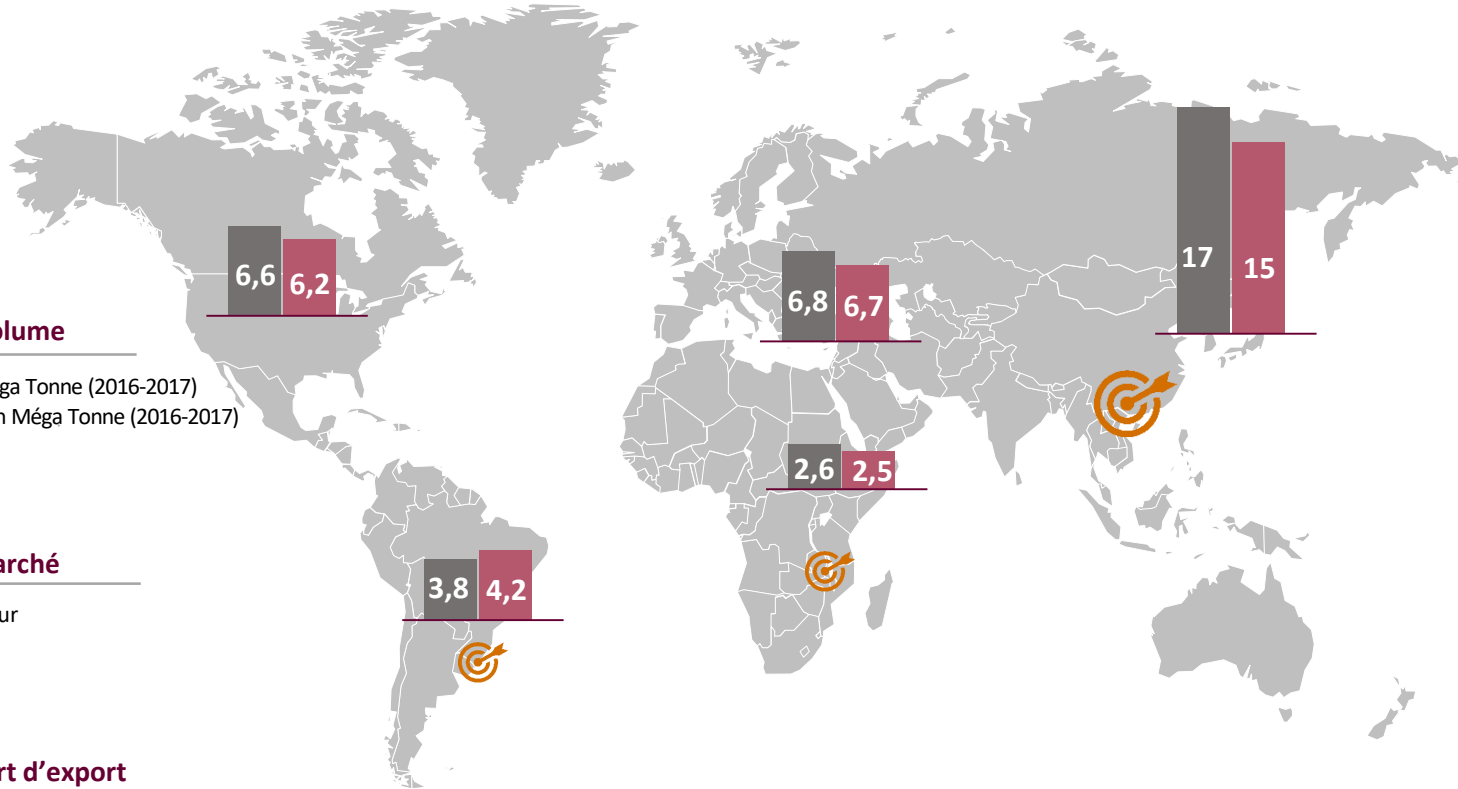 17
15
6,6
6,2
6,8
6,7
olume
ga Tonne (2016-2017)
n Méga Tonne (2016-2017)
2,6
2,5
arché
3,8
4,2
ur
rt d’export